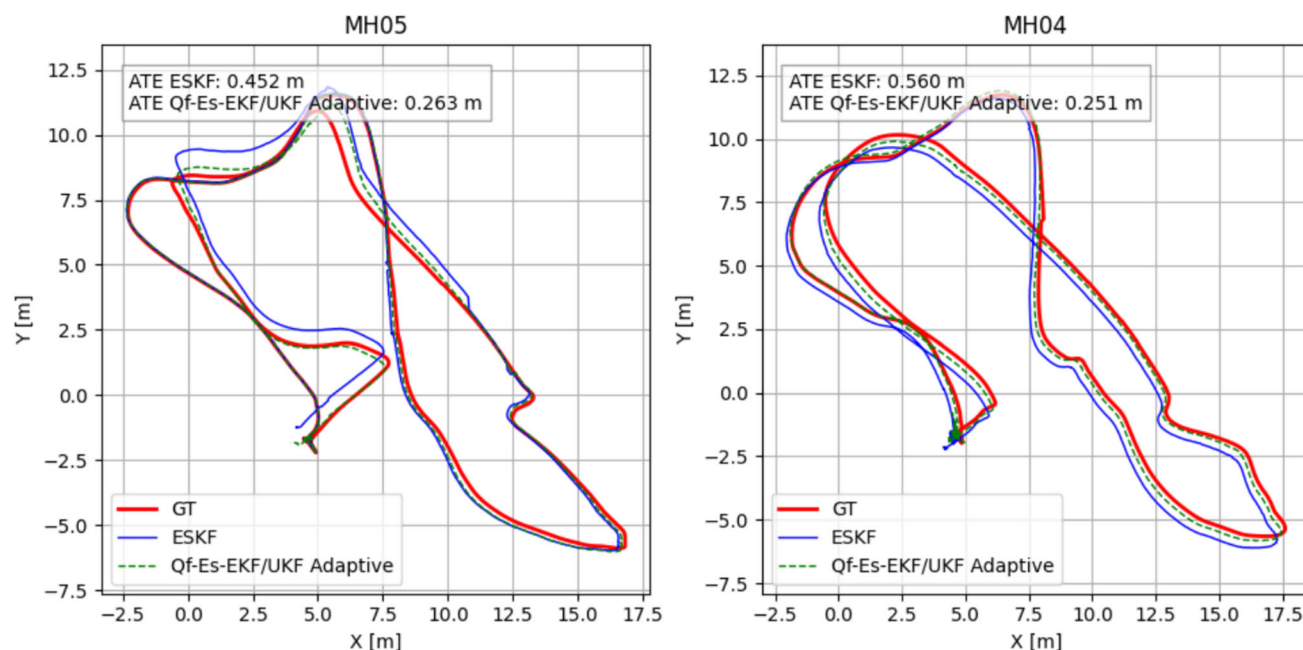 MH05
ATE ESKF: 0.452 m
ATE Qf-Es-EKF/UKF Adaptive: 0.263 m
12.5
10.0
7.5
5.0
2.5
0.0
−2.5
−5.0
−7.5
Y [m]
GT
ESKF
Qf-Es-EKF/UKF Adaptive
−2.5 0.0 2.5 5.0 7.5 10.0 12.5 15.0 17.5
X [m]
MH04
ATE ESKF: 0.560 m
ATE Qf-Es-EKF/UKF Adaptive: 0.251 m
12.5
10.0
7.5
5.0
2.5
0.0
−2.5
−5.0
−7.5
Y [m]
GT
ESKF
Qf-Es-EKF/UKF Adaptive
−2.5 0.0 2.5 5.0 7.5 10.0 12.5 15.0 17.5
X [m]